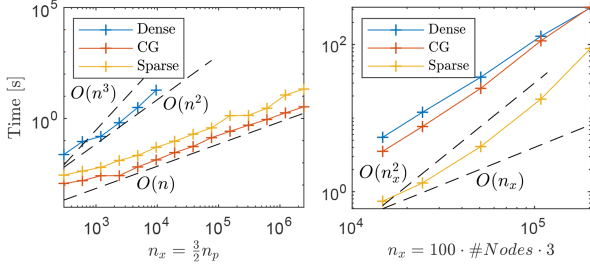 10^5
Dense
CG
Sparse
O(n^3)
O(n^2)
Time [s]
10^0
O(n)
10^3 10^4 10^5 10^6
n_x = \frac{3}{2} n_p
Dense
CG
Sparse
10^2
O(n_x^2)
O(n_x)
10^0
10^4 10^5
n_x = 100 · #Nodes · 3